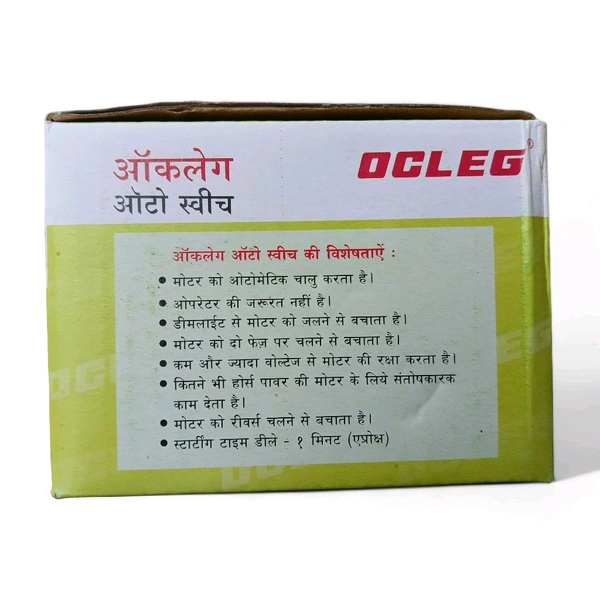 ऑकलेग
OCLEG®
ऑटो स्वीच
ऑकलेग ऑटो स्वीच की विशेषताऐं :
• मोटर को ओटोमेटिक चालु करता है।
• ओपरेटर की जरूरत नहीं है।
• डीमलाईट से मोटर को जलने से बचाता है।
• मोटर को दो फेज़ पर चलने से बचाता है।
• कम और ज्यादा वोल्टेज से मोटर की रक्षा करता है।
• कितने भी होर्स पावर की मोटर के लिये संतोषकारक
काम देता है।
• मोटर को रीवर्स चलने से बचाता है।
• स्टार्टींग टाइम डीले - १ मिनट (एप्रोक्ष)